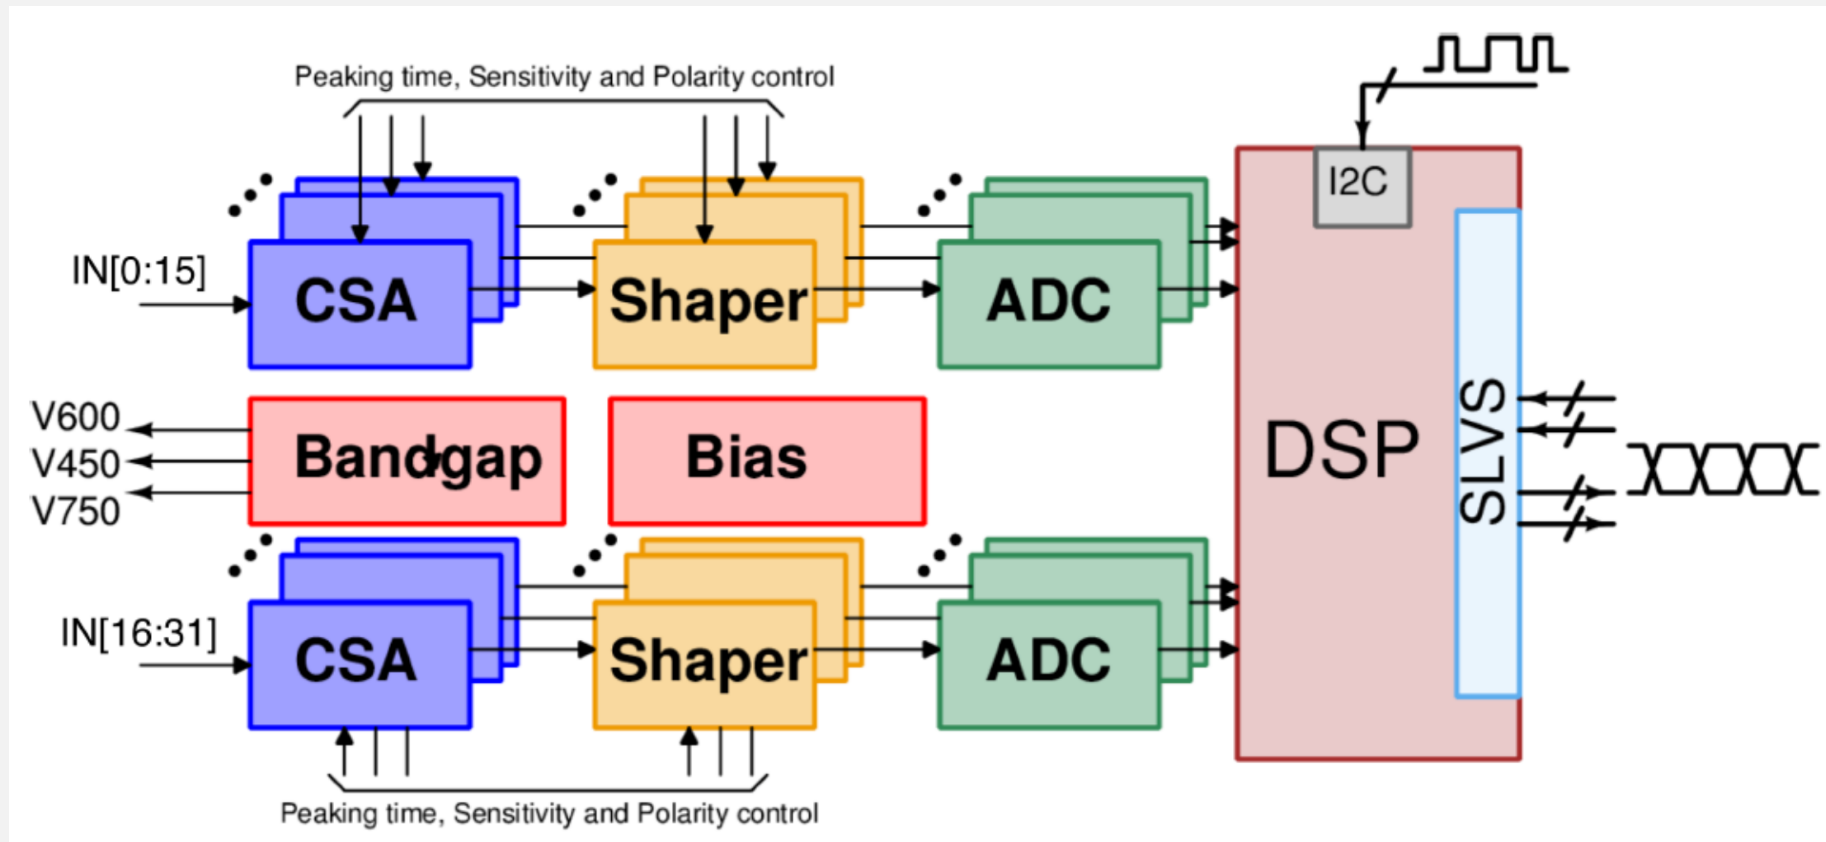 Peaking time, Sensitivity and Polarity control
I2C
IN[0:15]
CSA
Shaper
ADC
V600
V450
V750
Bandgap
Bias
DSP
SLVS
IN[16:31]
CSA
Shaper
ADC
Peaking time, Sensitivity and Polarity control